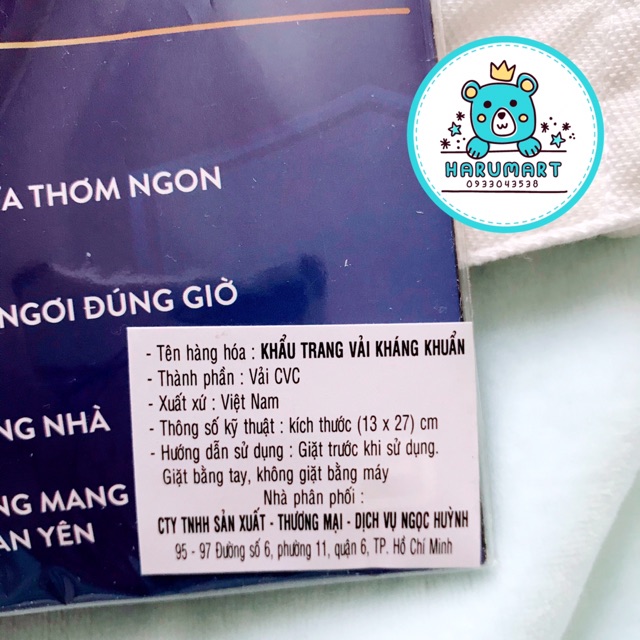 HARUMART
0933043538
ỮA THƠM NGON
NGƠI ĐÚNG GIỜ
NG NHÀ
NG MANG
AN YÊN
- Tên hàng hóa : KHẨU TRANG VẢI KHÁNG KHUẨN
- Thành phần : Vải CVC
- Xuất xứ : Việt Nam
- Thông số kỹ thuật : kích thước (13 x 27) cm
- Hướng dẫn sử dụng : Giặt trước khi sử dụng.
Giặt bằng tay, không giặt bằng máy
Nhà phân phối :
CTY TNHH SẢN XUẤT - THƯƠNG MẠI - DỊCH VỤ NGỌC HUỲNH
95 - 97 Đường số 6, phường 11, quận 6, TP. Hồ Chí Minh